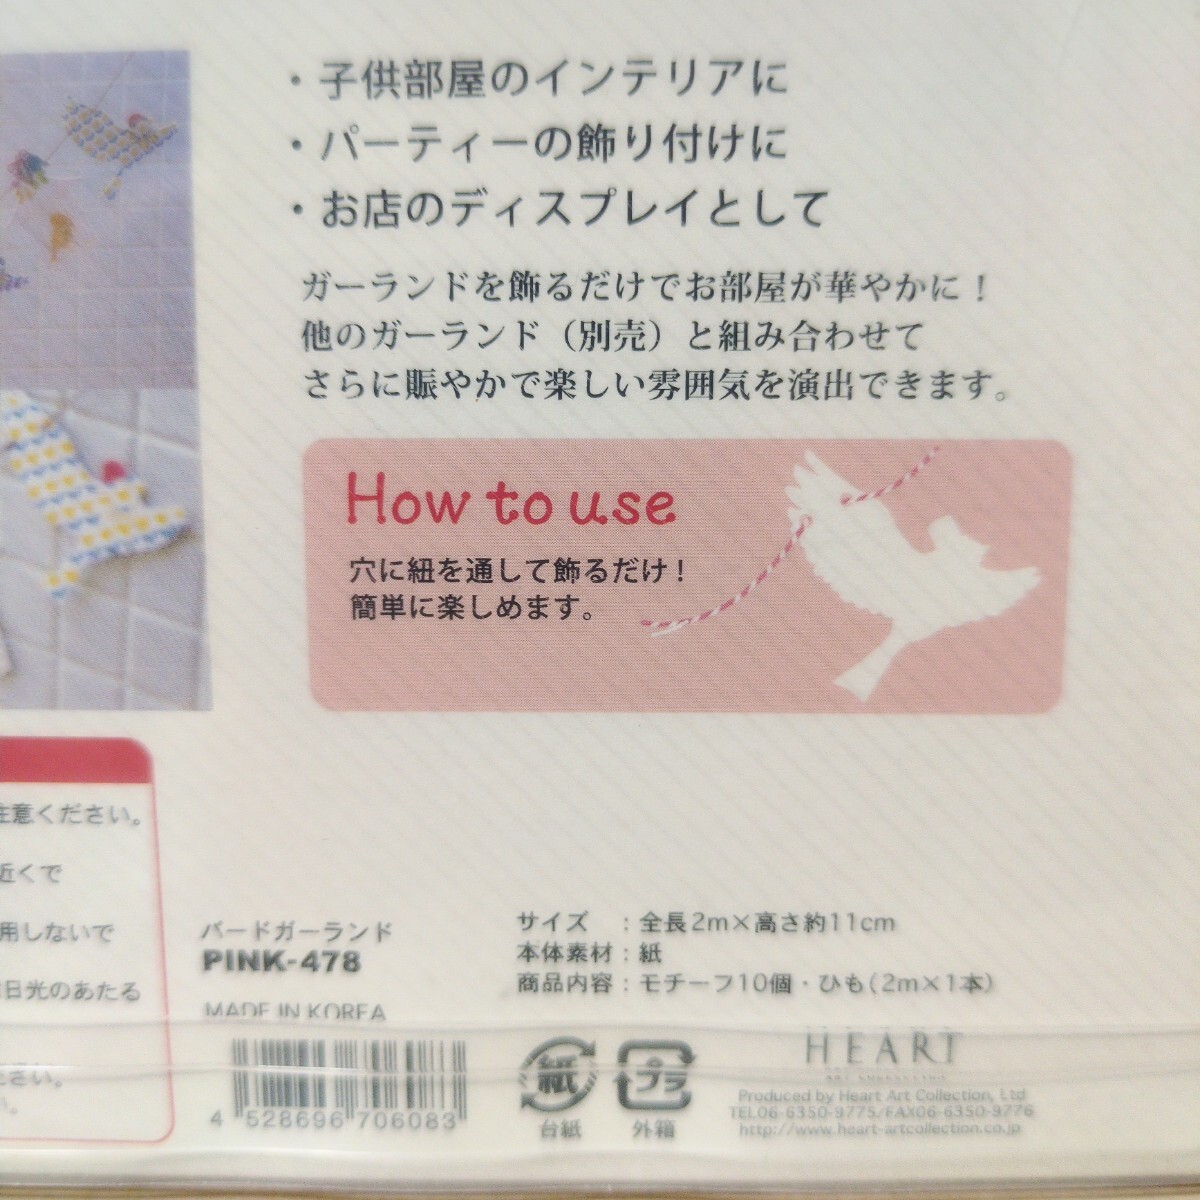 ・子供部屋のインテリアに
・パーティーの飾り付けに
・お店のディスプレイとして
ガーランドを飾るだけでお部屋が華やかに！
他のガーランド（別売）と組み合わせて
さらに賑やかで楽しい雰囲気を演出できます。
How to use
穴に紐を通して飾るだけ！
簡単に楽しめます。
注意ください。
近くで
用しないで
日光のあたる
ださい。
い。
バードガーランド
PINK-478
MADE IN KOREA
4 528696 706083
サイズ　：全長2m×高さ約11cm
本体素材：紙
商品内容：モチーフ10個・ひも（2m×1本）
紙
台紙
プラ
外箱
HEART
ART COLLECTION
Produced by Heart Art Collection, Ltd
TEL06-6350-9775/FAX06-6350-9776
http://www.heart-artcollection.co.jp